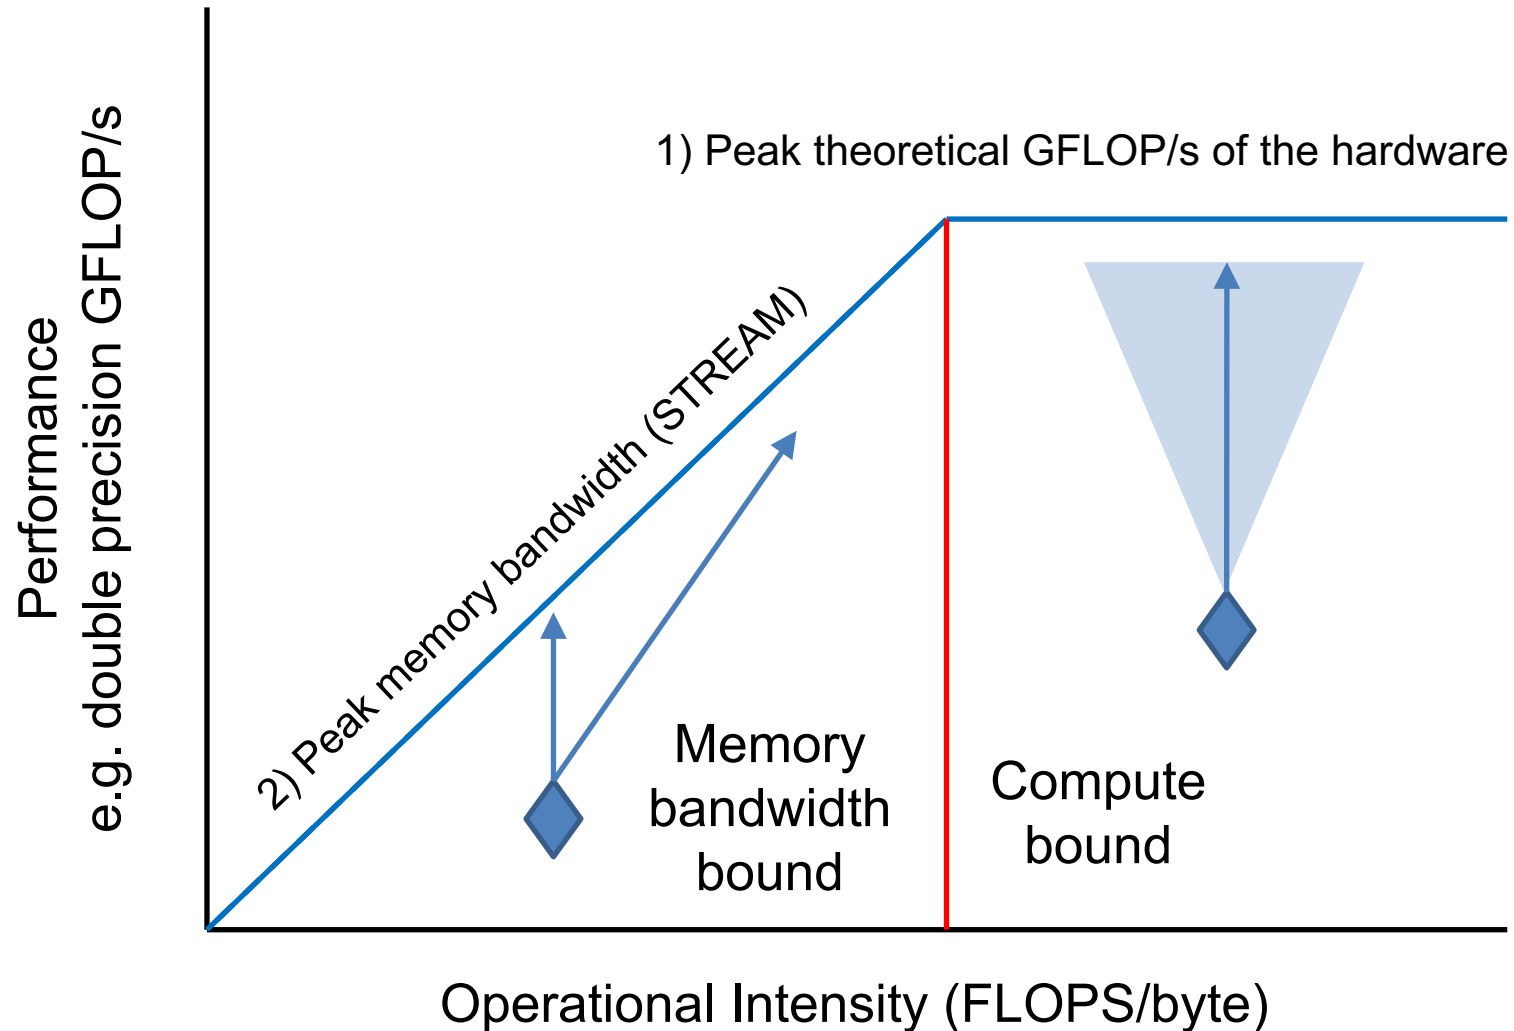 1) Peak theoretical GFLOP/s of the hardware
Performance
e.g. double precision GFLOP/s
2) Peak memory bandwidth (STREAM)
Memory
bandwidth
bound
Compute
bound
Operational Intensity (FLOPS/byte)